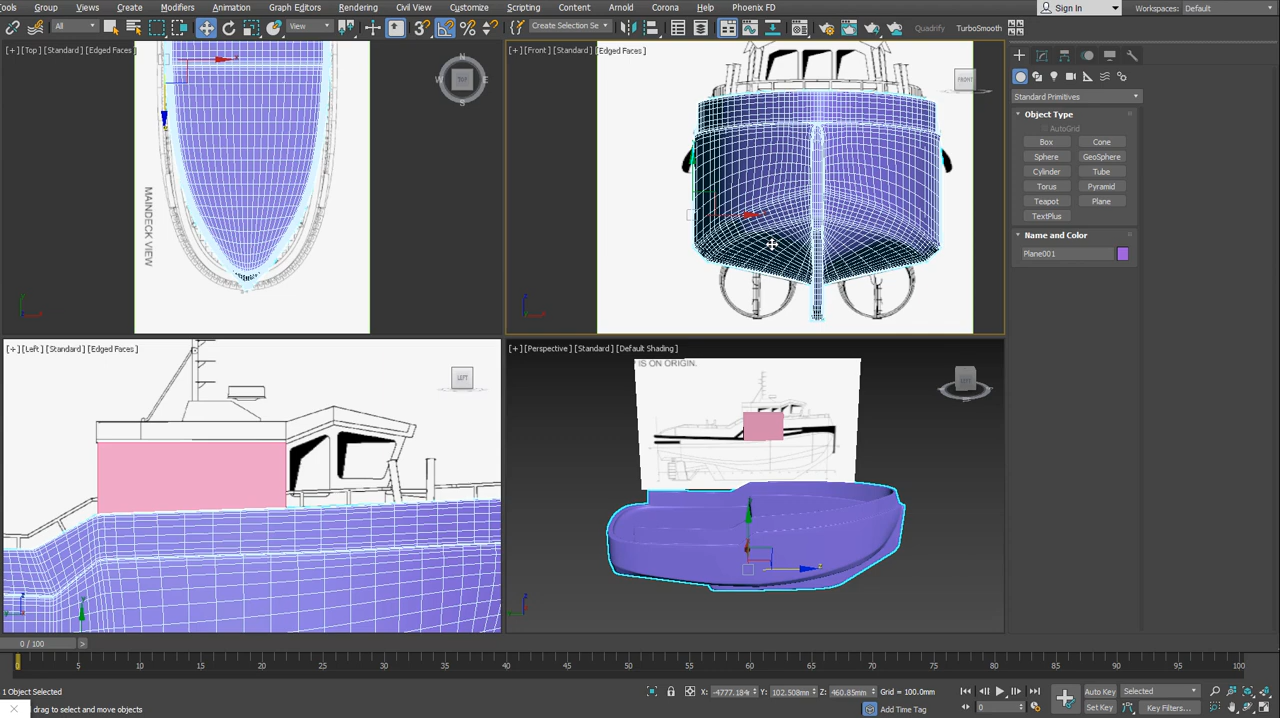 ools Group Views Create Modifiers Animation Graph Editors Rendering Civil View Customize Scripting Content Arnold Corona Phoenix FD Sign In Workspaces: Default
All View Create Selection Se Quadrify TurboSmooth
[+] [Top] [Standard] [Edged Faces]
[+] [Front] [Standard] [Edged Faces]
N
W TOP E
S
FRONT
MAINDECK VIEW
Standard Primitives
Object Type
AutoGrid
Box Cone
Sphere GeoSphere
Cylinder Tube
Torus Pyramid
Teapot Plane
TextPlus
Name and Color
Plane001
[+] [Left] [Standard] [Edged Faces]
LEFT
[+] [Perspective] [Standard] [Default Shading]
IS ON ORIGIN.
0 / 100 >
0 5 10 15 20 25 30 35 40 45 50 55 60 65 70 75 80 85 90 95 100
1 Object Selected X: -4777.184r Y: 102.508mm Z: 460.85mm Grid = 100.0mm Auto Key Selected
drag to select and move objects Add Time Tag 0 Set Key Key Filters...